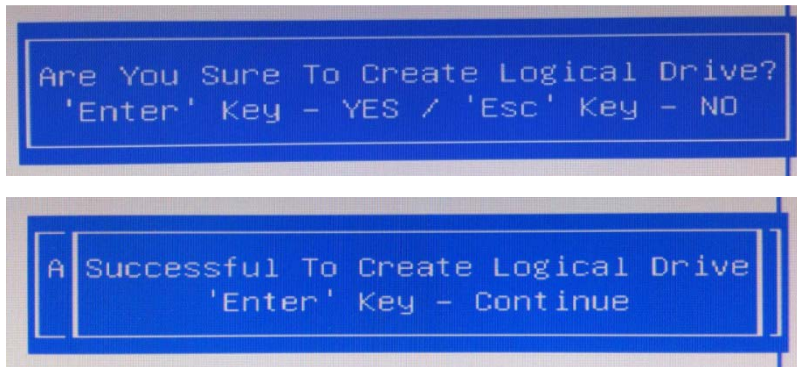 Are You Sure To Create Logical Drive?
'Enter' Key - YES / 'Esc' Key - NO
A Successful To Create Logical Drive
'Enter' Key - Continue